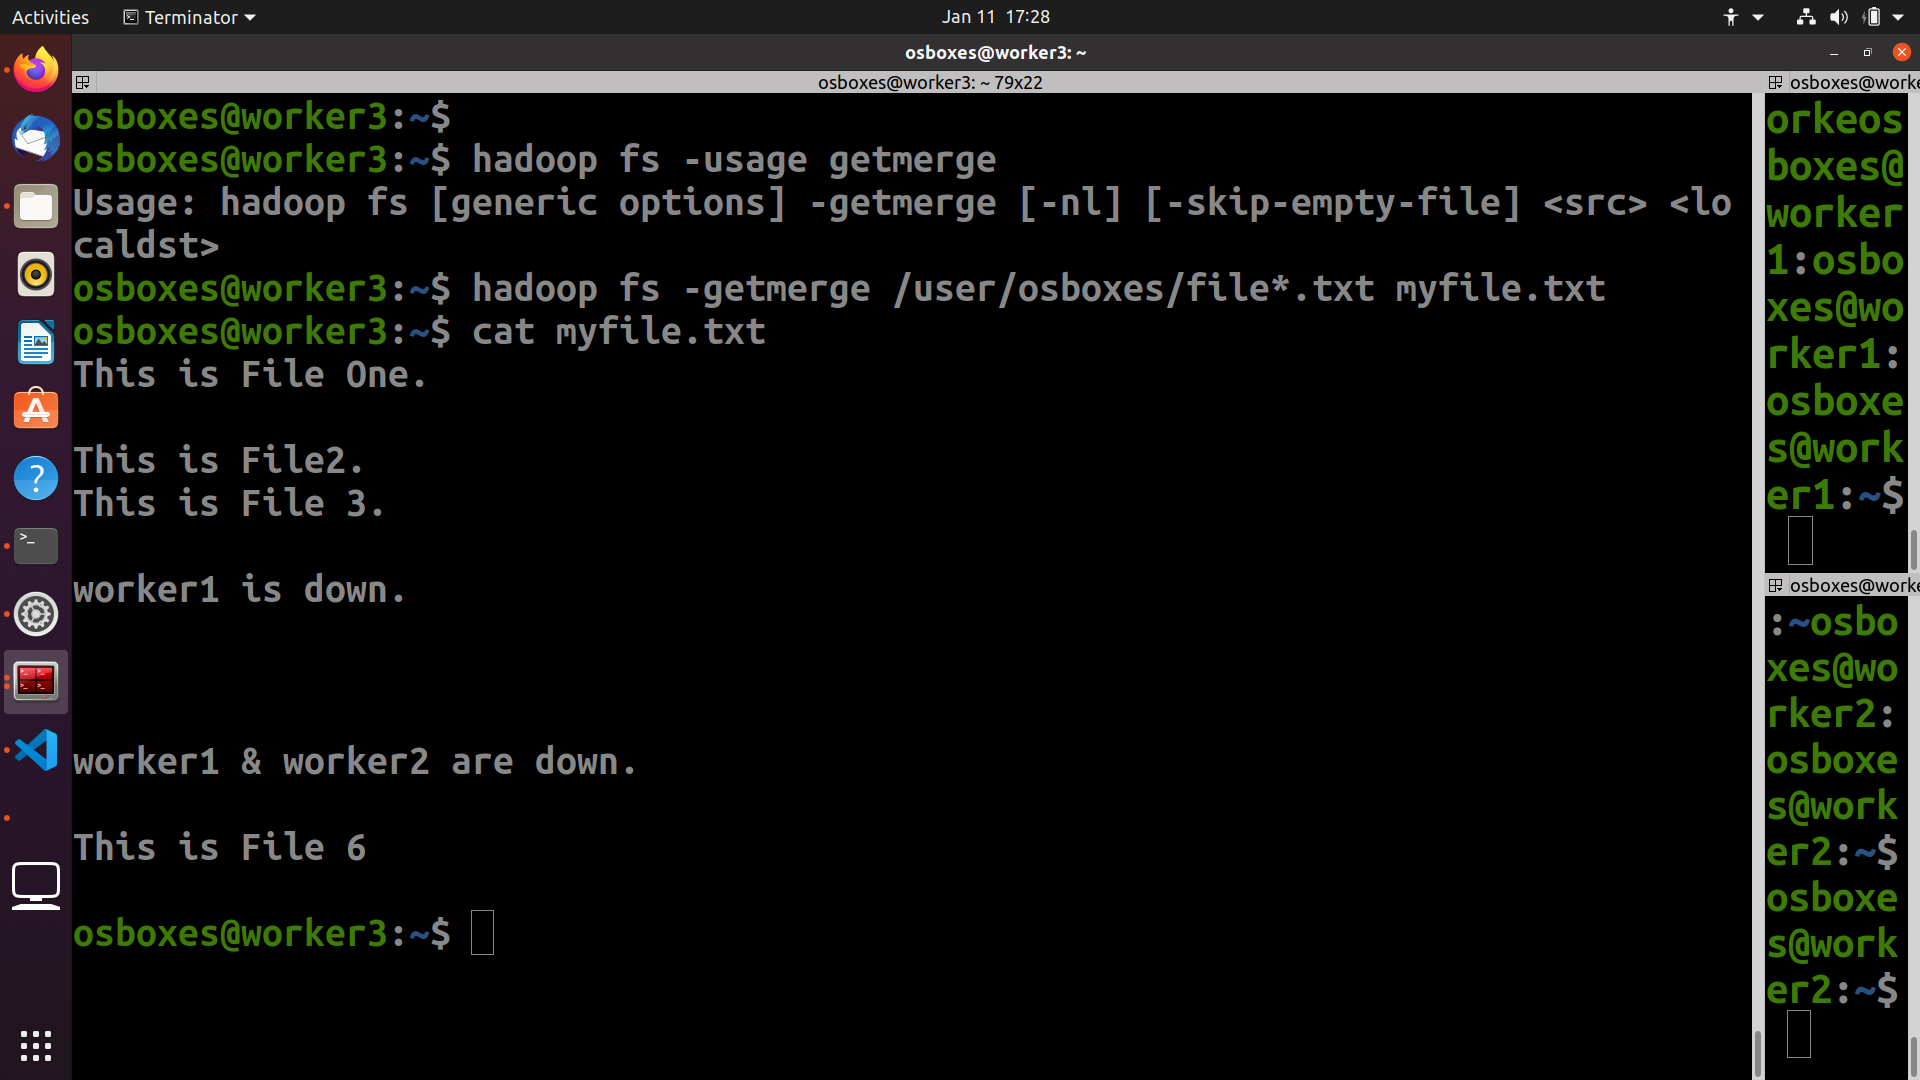 Activities
Terminator
Jan 11 17:28
osboxes@worker3: ~
osboxes@worker3: ~ 79x22
osboxes@worker3:~$
osboxes@worker3:~$ hadoop fs -usage getmerge
Usage: hadoop fs [generic options] -getmerge [-nl] [-skip-empty-file] <src> <lo
caldst>
osboxes@worker3:~$ hadoop fs -getmerge /user/osboxes/file*.txt myfile.txt
osboxes@worker3:~$ cat myfile.txt
This is File One.
This is File2.
This is File 3.
worker1 is down.
worker1 & worker2 are down.
This is File 6
osboxes@worker3:~$
osboxes@worke
orkeos
boxes@
worker
1:osbo
xes@wo
rker1:
osboxe
s@work
er1:~$
osboxes@worke
:~osbo
xes@wo
rker2:
osboxe
s@work
er2:~$
osboxe
s@work
er2:~$